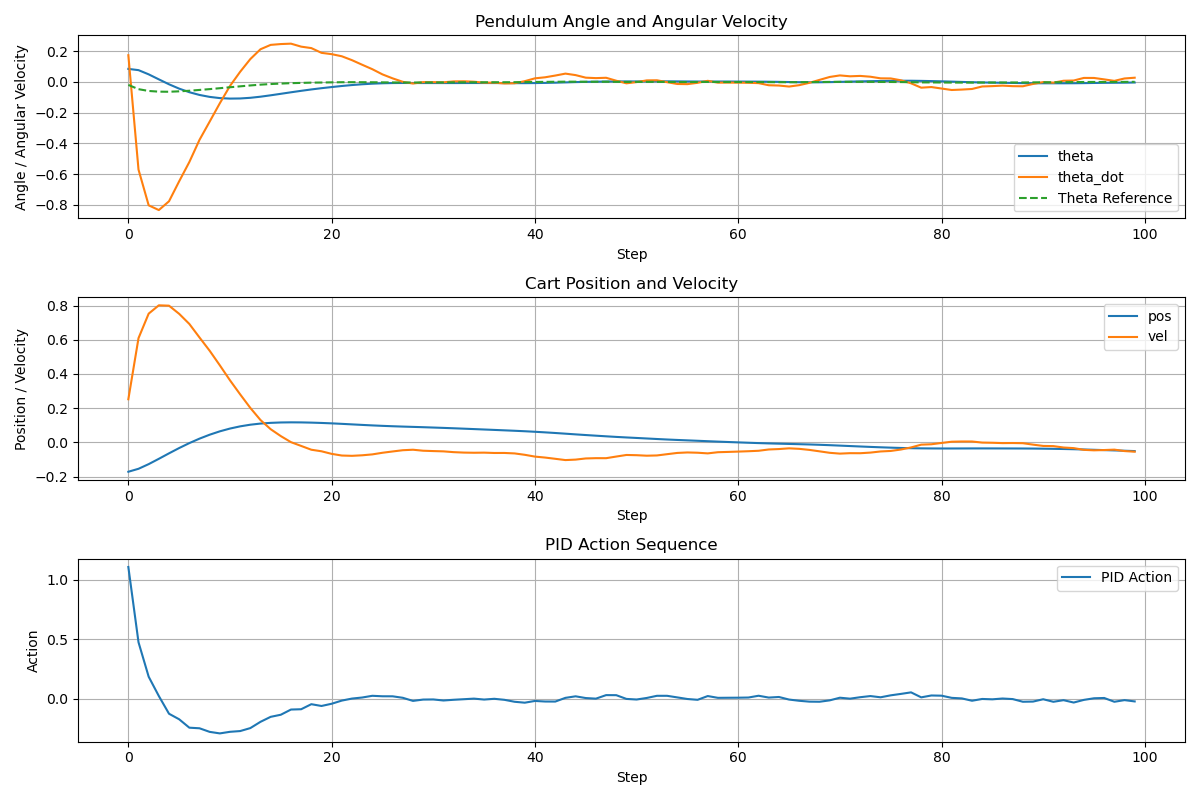 Pendulum Angle and Angular Velocity
Angle / Angular Velocity
0.2
0.0
−0.2
−0.4
−0.6
−0.8
theta
theta_dot
Theta Reference
0 20 40 60 80 100
Step
Cart Position and Velocity
Position / Velocity
0.8
0.6
0.4
0.2
0.0
−0.2
pos
vel
0 20 40 60 80 100
Step
PID Action Sequence
Action
1.0
0.5
0.0
PID Action
0 20 40 60 80 100
Step